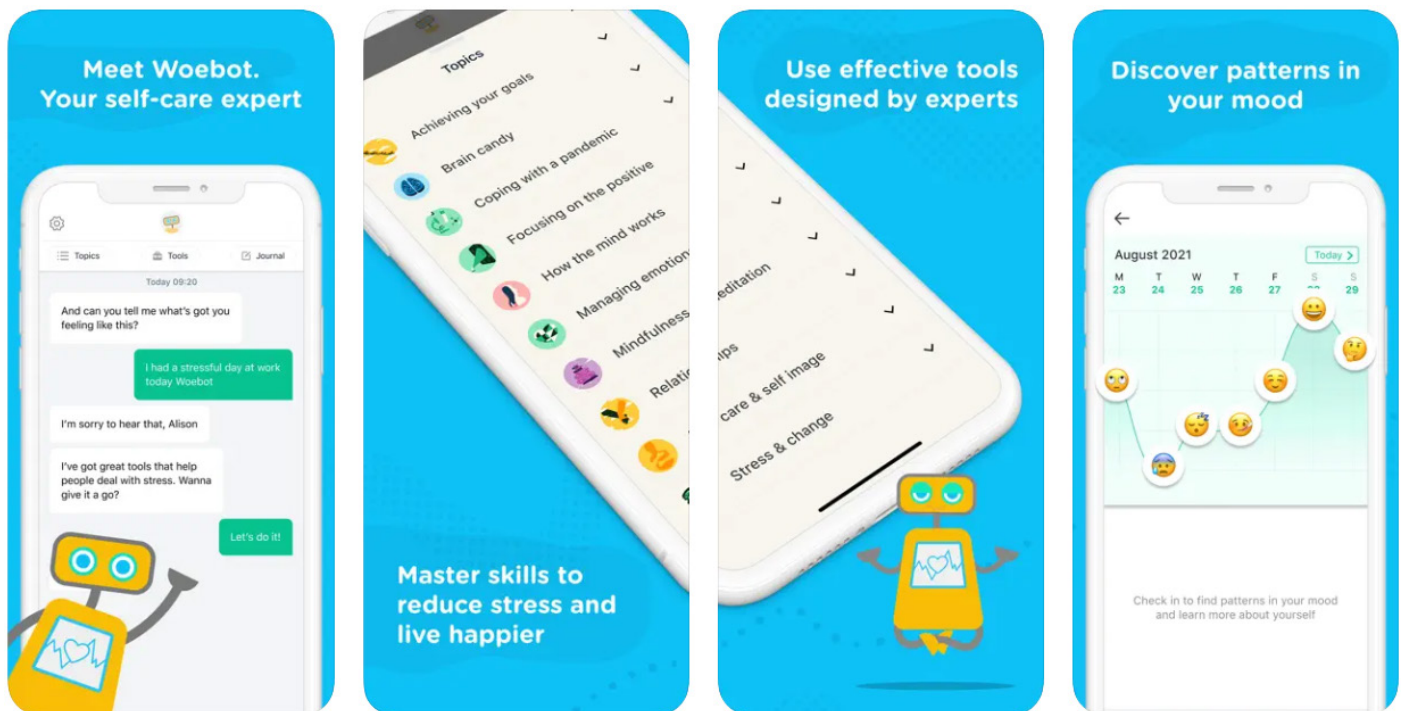 Meet Woebot.
Your self-care expert
Topics
Tools
Journal
Today 09:20
And can you tell me what's got you
feeling like this?
I had a stressful day at work
today Woebot
I'm sorry to hear that, Alison
I've got great tools that help
people deal with stress. Wanna
give it a go?
Let's do it!
Topics
Achieving your goals
Brain candy
Coping with a pandemic
Focusing on the positive
How the mind works
Managing emotion
Mindfulness
Relatio
Master skills to
reduce stress and
live happier
Use effective tools
designed by experts
editation
ips
care & self image
Stress & change
Discover patterns in
your mood
August 2021
Today >
M T W T F S S
23 24 25 26 27 29
Check in to find patterns in your mood
and learn more about yourself